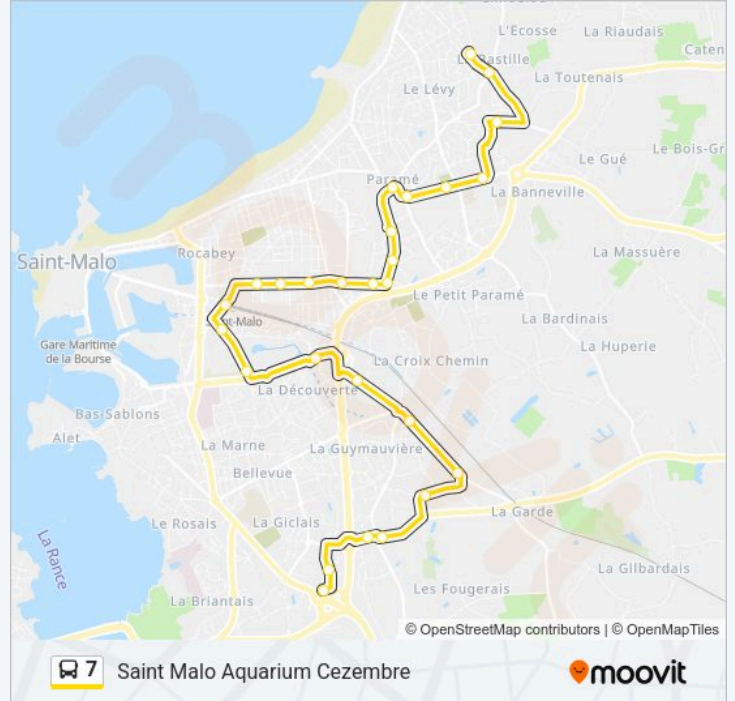 L'Ecosse
La Riaudais
La Bastille
Caten
La Toutenais
Le Lévy
Le Gué
Le Bois-Gr
Paramé
La Banneville
Rocabey
Saint-Malo
La Massuère
Le Petit Paramé
Saint-Malo
La Bardinais
Gare Maritime
de la Bourse
La Huperie
La Croix Chemin
La Découverte
Bas-Sablons
Alet
La Marne
La Guymauvière
Bellevue
Le Rosais
La Giclais
La Garde
La Rance
La Gilbardais
Les Fougerais
La Briantais
© OpenStreetMap contributors | © OpenMapTiles
7 Saint Malo Aquarium Cezembre
moovit